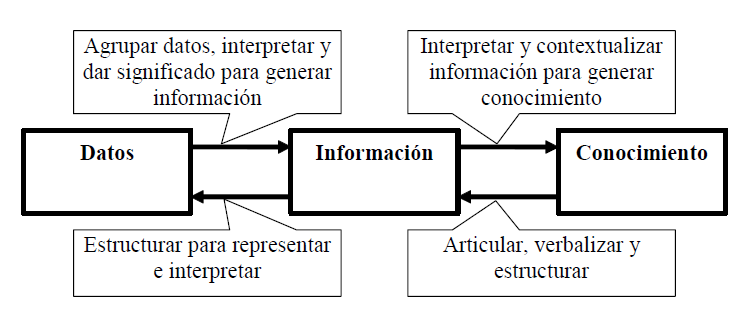 Agrupar datos, interpretar y
dar significado para generar
información
Interpretar y contextualizar
información para generar
conocimiento
Datos
Información
Conocimiento
Estructurar para representar
e interpretar
Articular, verbalizar y
estructurar